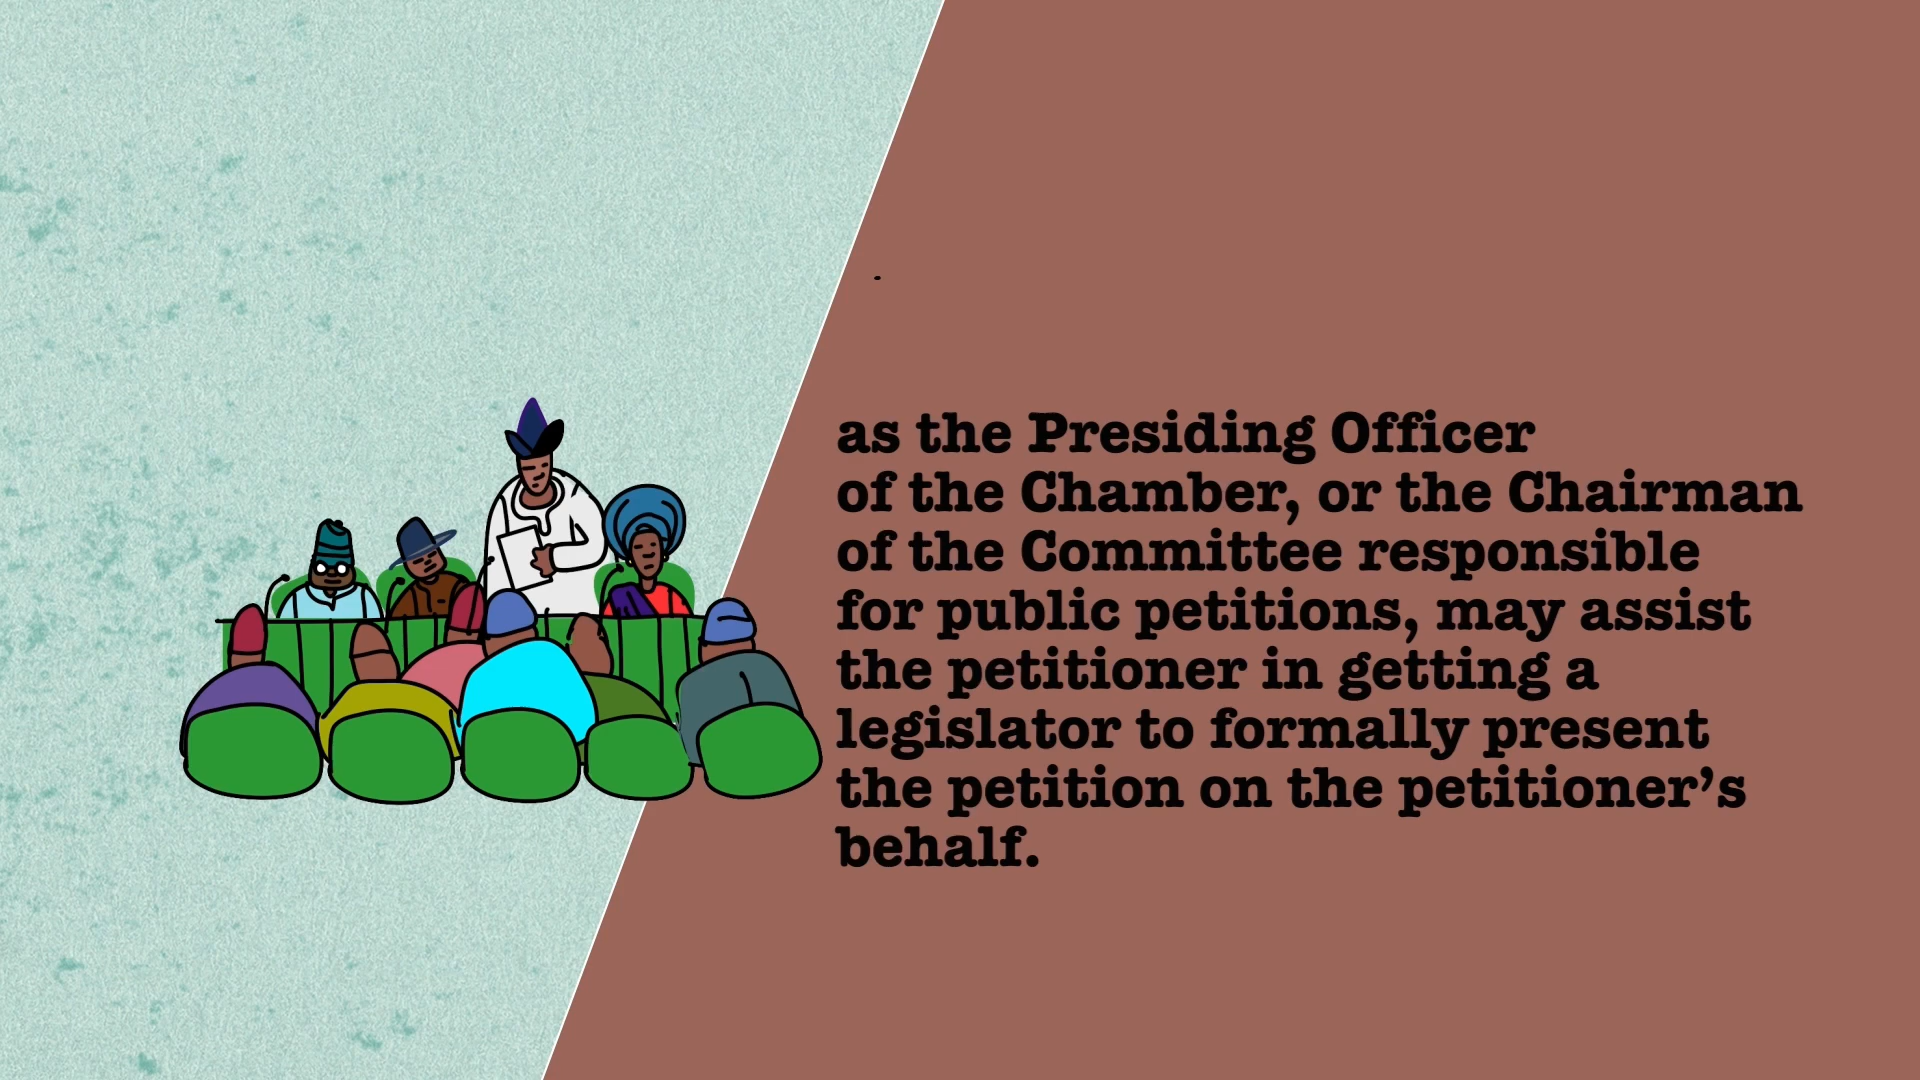 as the Presiding Officer
of the Chamber, or the Chairman
of the Committee responsible
for public petitions, may assist
the petitioner in getting a
legislator to formally present
the petition on the petitioner’s
behalf.